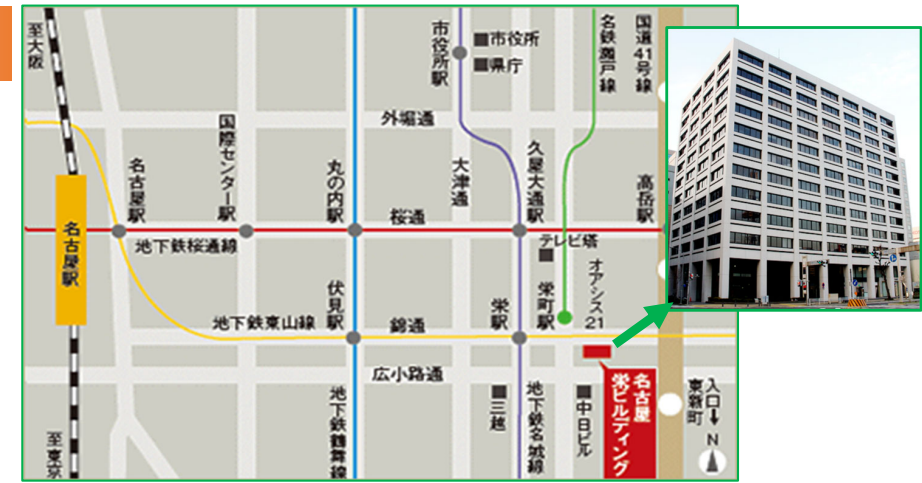 至大阪
市役所駅
市役所
県庁
名鉄瀬戸線
国道41号線
外堀通
国際センター駅
名古屋駅
丸の内駅
大津通
久屋大通駅
高岳駅
桜通
名古屋駅
地下鉄桜通線
テレビ塔
オアシス21
伏見駅
栄駅
栄町駅
地下鉄東山線
錦通
広小路通
名古屋
栄ビルディング
入口↓
東新町
地下鉄鶴舞線
三越
地下鉄名城線
中日ビル
至東京
N